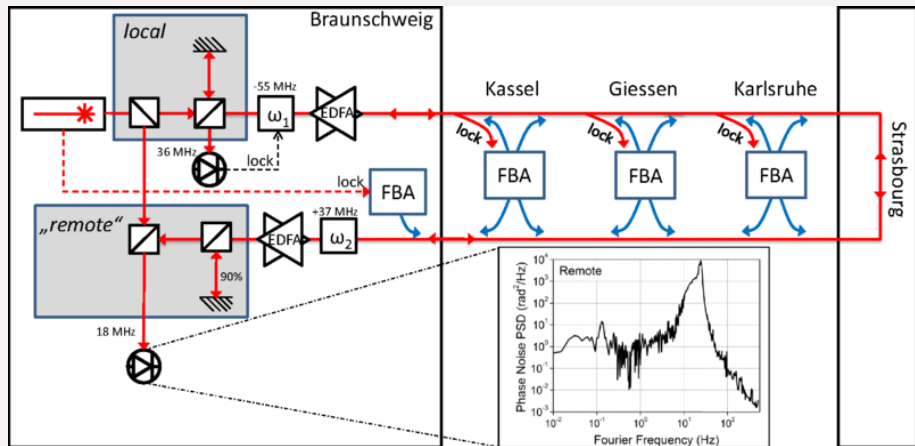 Braunschweig
local
-55 MHz
ω1
EDFA
36 MHz
lock
lock
FBA
Kassel
Giessen
Karlsruhe
lock
lock
lock
FBA
FBA
FBA
Strasbourg
„remote“
+37 MHz
EDFA
ω2
90%
18 MHz
Remote
Phase Noise PSD (rad²/Hz)
10⁴
10³
10²
10¹
10⁰
10⁻¹
10⁻²
10⁻³
10⁻² 10⁻¹ 10⁰ 10¹ 10²
Fourier Frequency (Hz)